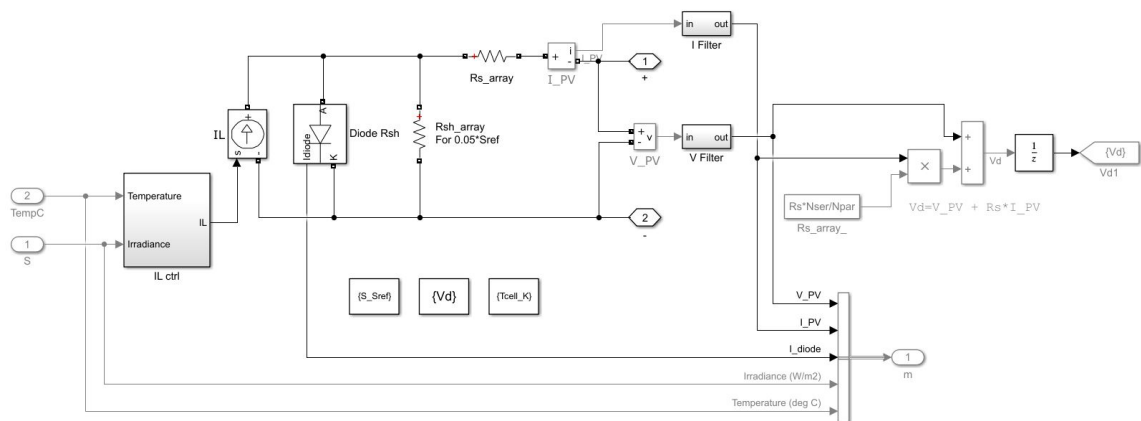 in
out
I Filter
+
i
-
I_PV
I_PV
Rs_array
1
+
IL
+
s
-
A
Idiode
K
Diode Rsh
Rsh_array
For 0.05*Sref
+
-
v
V_PV
in
out
V Filter
+
+
Vd
1
z
{Vd}
Vd1
×
Rs*Nser/Npar
Rs_array_
Vd=V_PV + Rs*I_PV
2
TempC
Temperature
IL
1
S
Irradiance
IL ctrl
2
-
{S_Sref}
{Vd}
{Tcell_K}
V_PV
I_PV
I_diode
1
m
Irradiance (W/m2)
Temperature (deg C)